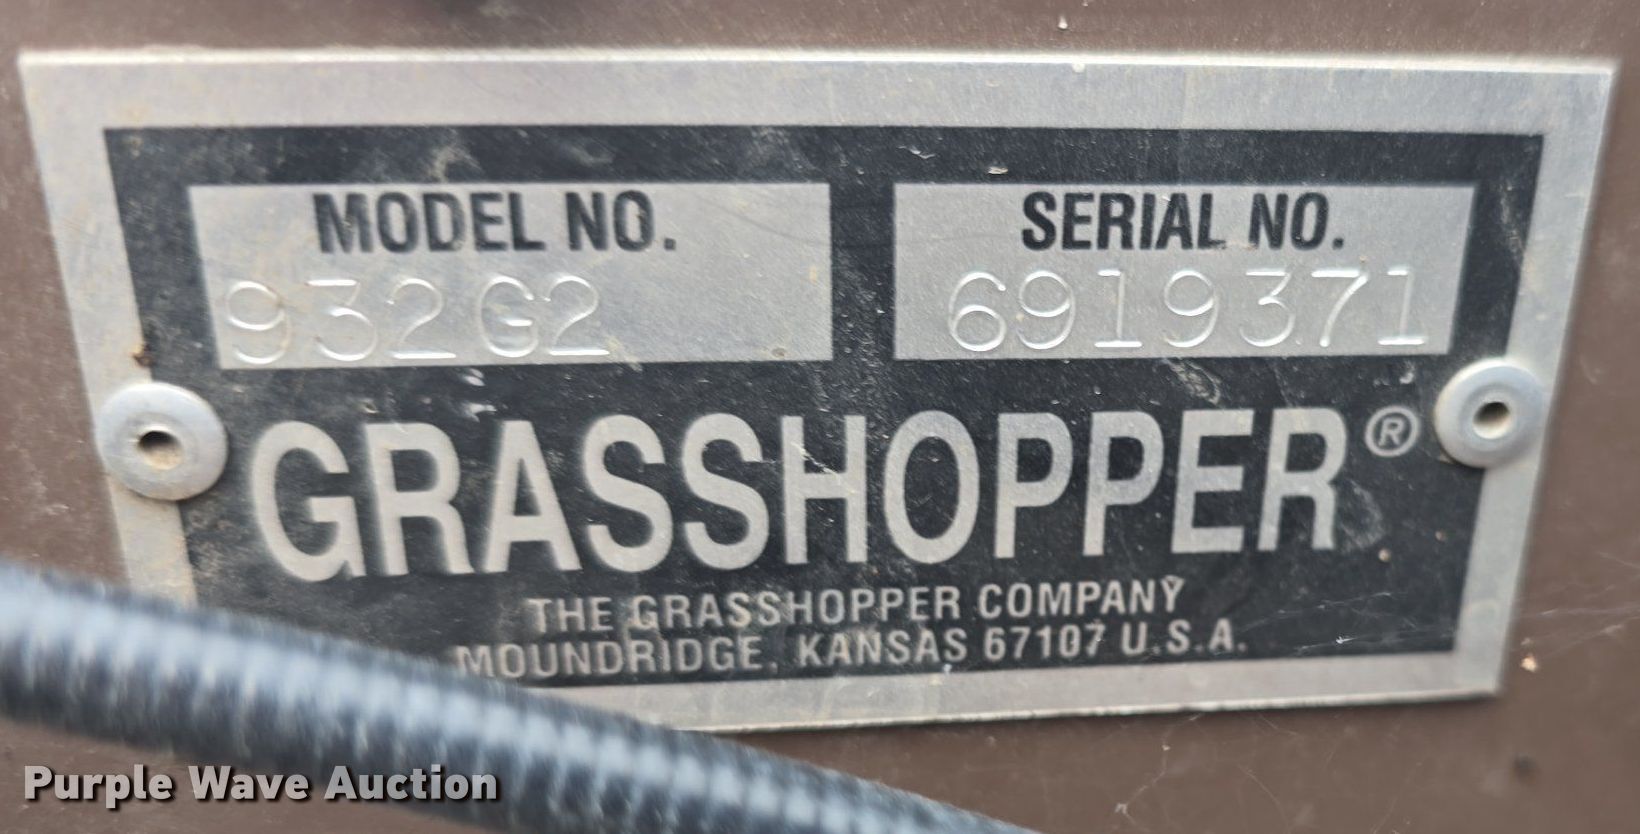 MODEL NO. SERIAL NO.
932G2 6919371
GRASSHOPPER®
THE GRASSHOPPER COMPANY
MOUNDRIDGE, KANSAS 67107 U.S.A.
Purple Wave Auction